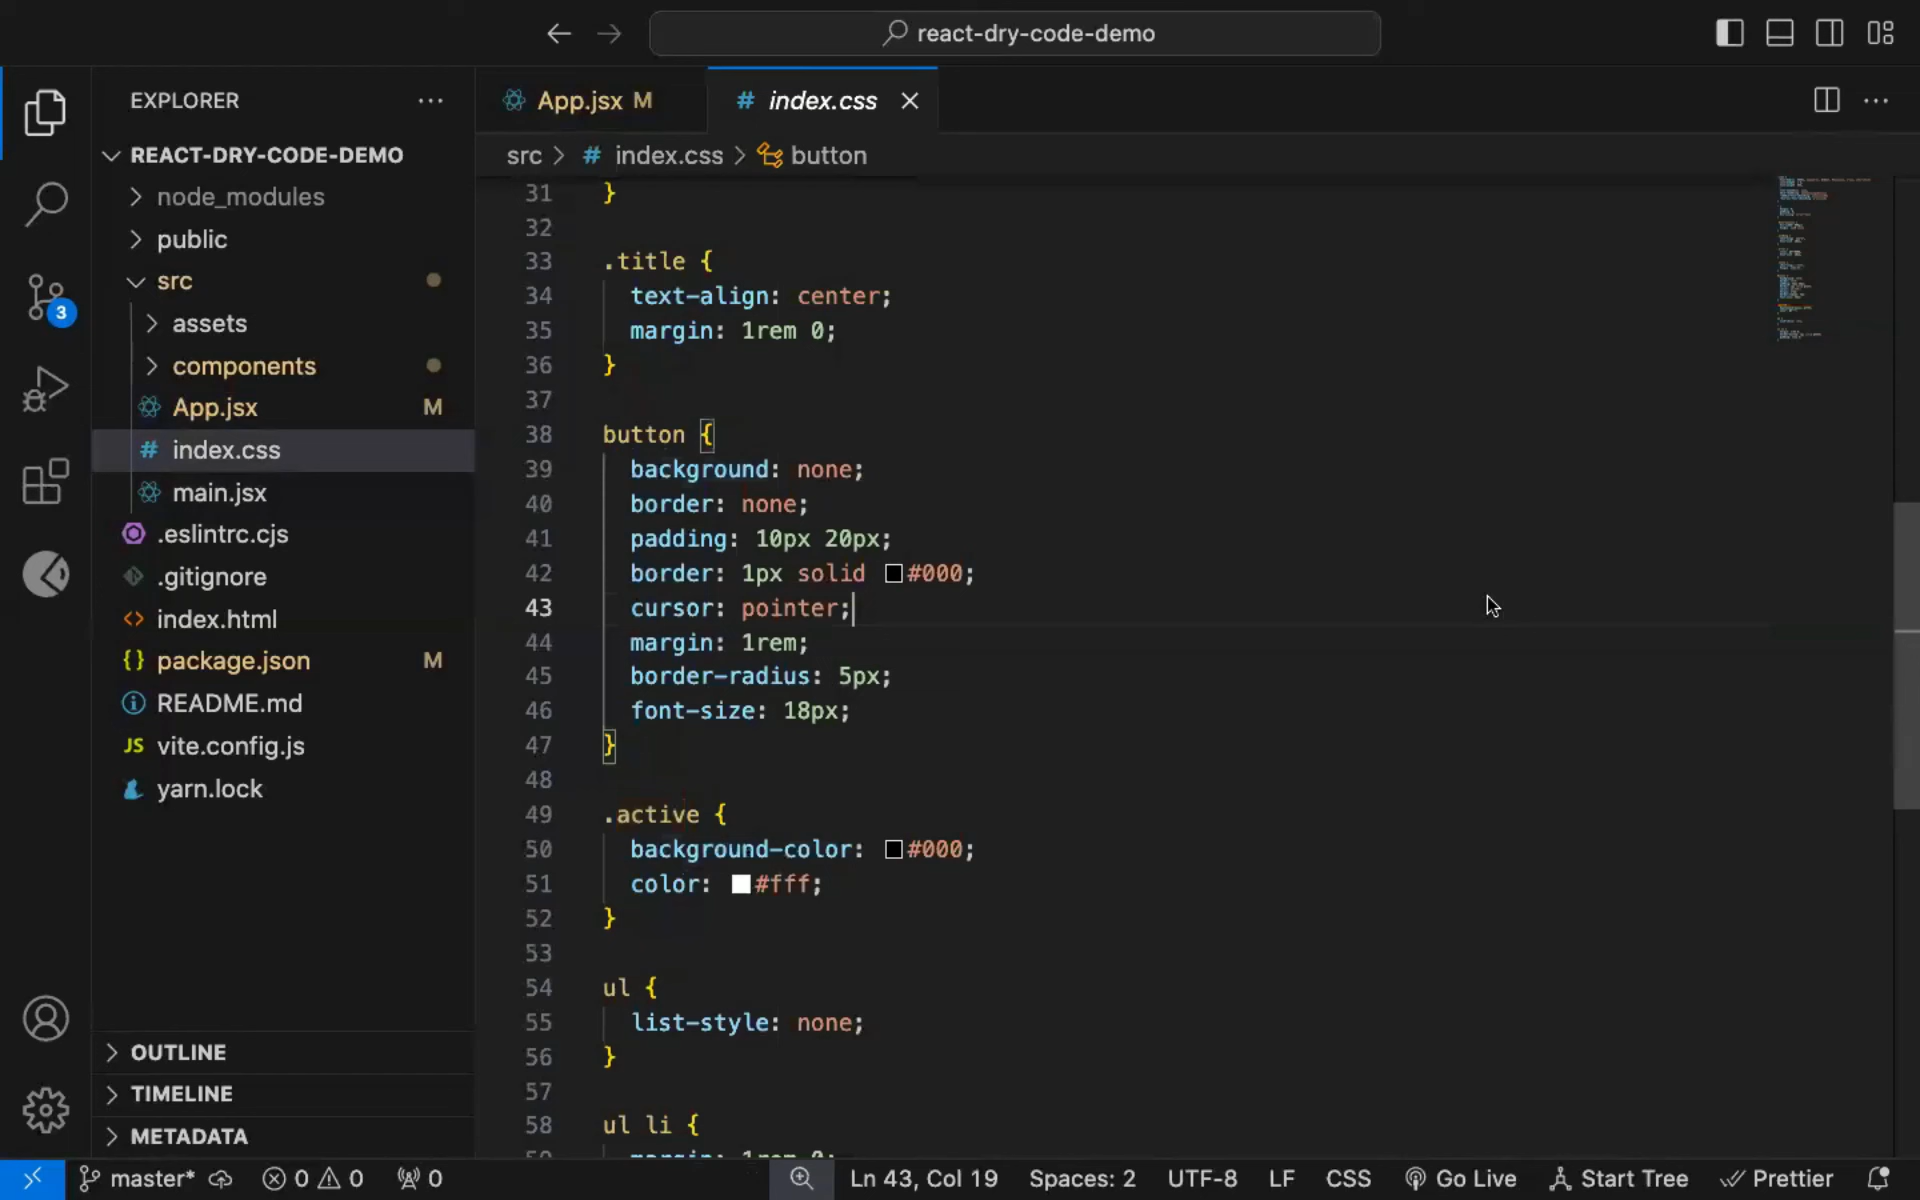 react-dry-code-demo
EXPLORER
App.jsx M
index.css
REACT-DRY-CODE-DEMO
src > # index.css > button
node_modules
public
src
assets
components
App.jsx M
index.css
main.jsx
.eslintrc.cjs
.gitignore
index.html
package.json M
README.md
vite.config.js
yarn.lock
OUTLINE
TIMELINE
METADATA
3
31 }
32
33 .title {
34 text-align: center;
35 margin: 1rem 0;
36 }
37
38 button {
39 background: none;
40 border: none;
41 padding: 10px 20px;
42 border: 1px solid #000;
43 cursor: pointer;
44 margin: 1rem;
45 border-radius: 5px;
46 font-size: 18px;
47 }
48
49 .active {
50 background-color: #000;
51 color: #fff;
52 }
53
54 ul {
55 list-style: none;
56 }
57
58 ul li {
master* 0 0 0 Ln 43, Col 19 Spaces: 2 UTF-8 LF CSS Go Live Start Tree Prettier